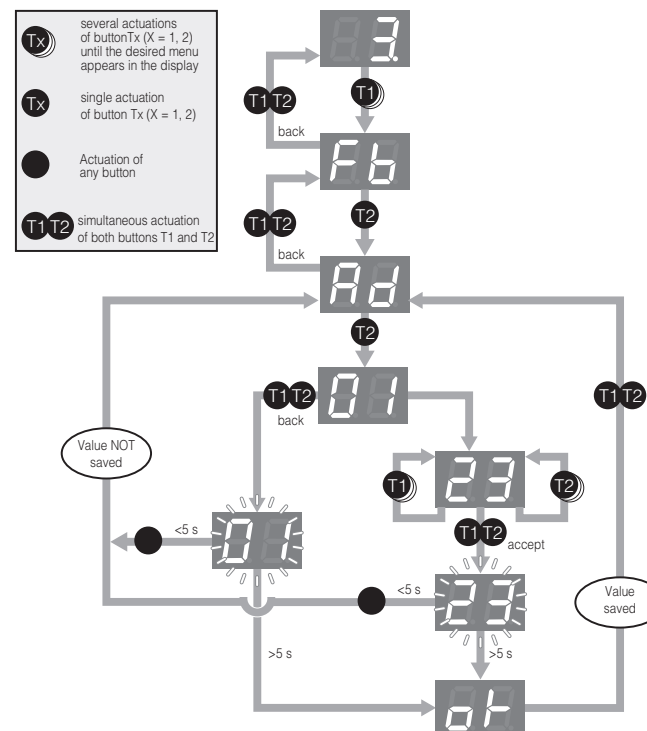 Tx
several actuations
of buttonTx (X = 1, 2)
until the desired menu
appears in the display
Tx
single actuation
of button Tx (X = 1, 2)
Actuation of
any button
T1 T2
simultaneous actuation
of both buttons T1 and T2
3.
T1
T1 T2
back
Fb
T2
T1 T2
back
Ad
T2
01
T1 T2
back
T1 T2
Value NOT
saved
23
T1
T2
T1 T2
accept
01
<5 s
23
<5 s
Value
saved
>5 s
>5 s
ok